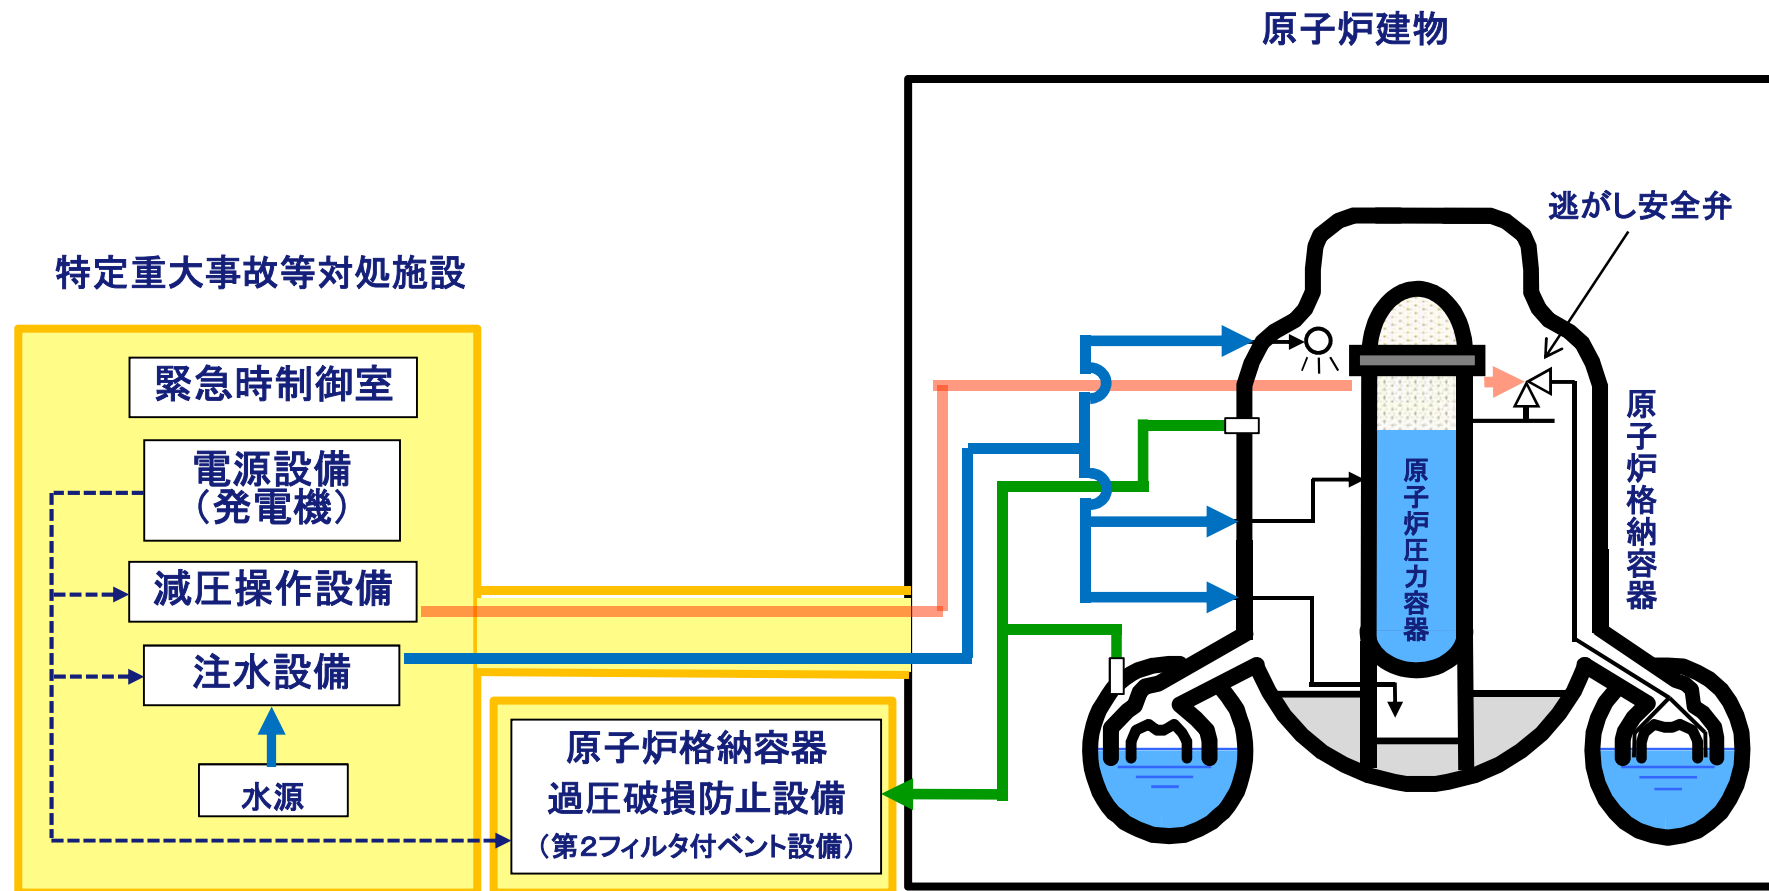 原子炉建物
逃がし安全弁
特定重大事故等対処施設
緊急時制御室
電源設備
（発電機）
減圧操作設備
注水設備
水源
原子炉格納容器
過圧破損防止設備
（第２フィルタ付ベント設備）
原子炉圧力容器
原子炉格納容器